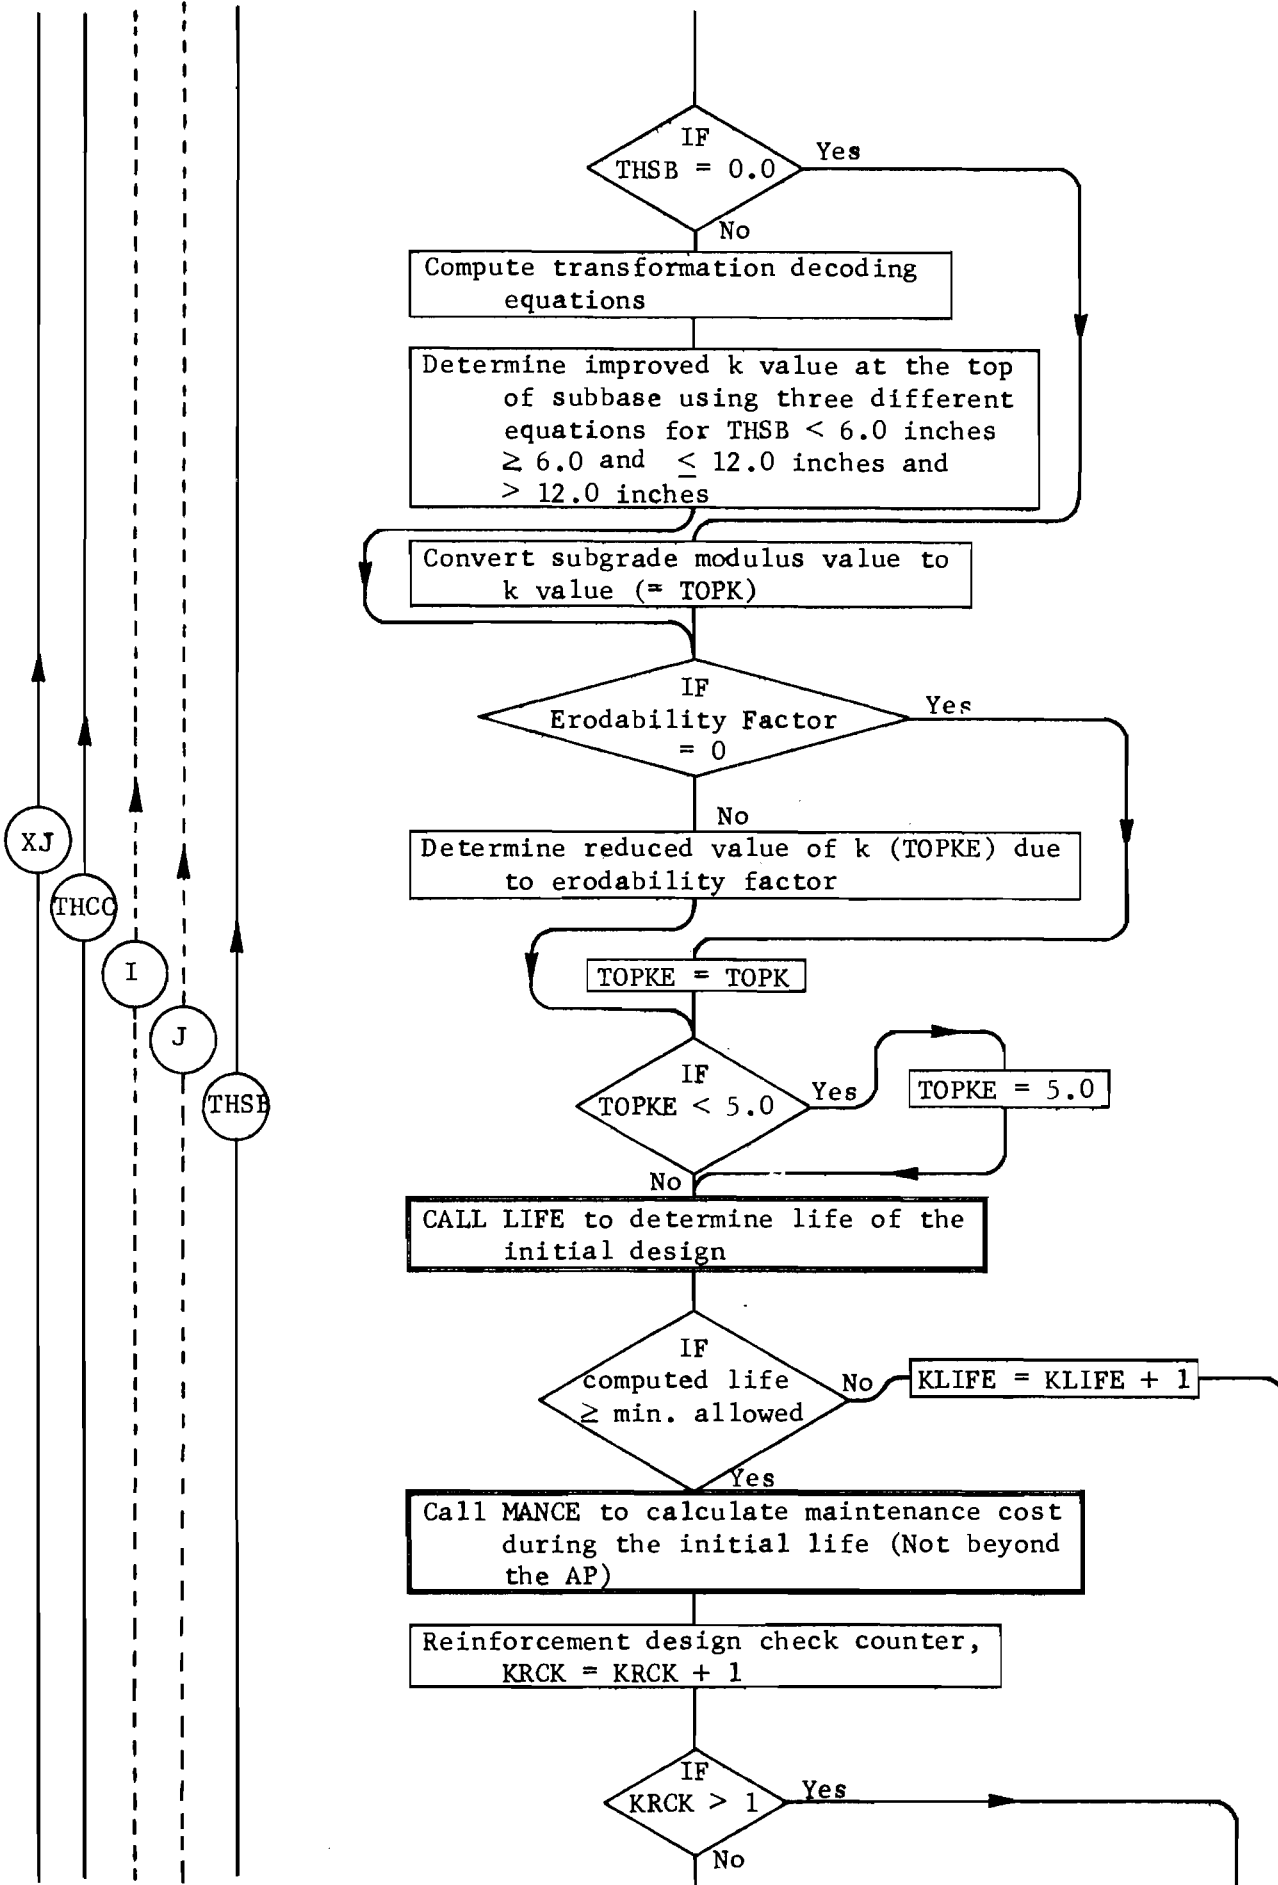 IF
THSB = 0.0
Yes
No
Compute transformation decoding
equations
Determine improved k value at the top
of subbase using three different
equations for THSB < 6.0 inches
≥ 6.0 and ≤ 12.0 inches and
> 12.0 inches
Convert subgrade modulus value to
k value (= TOPK)
IF
Erodability Factor
= 0
Yes
No
Determine reduced value of k (TOPKE) due
to erodability factor
XJ
THCC
I
J
THSB
TOPKE = TOPK
IF
TOPKE < 5.0
Yes
TOPKE = 5.0
No
CALL LIFE to determine life of the
initial design
IF
computed life
≥ min. allowed
No
KLIFE = KLIFE + 1
Yes
Call MANCE to calculate maintenance cost
during the initial life (Not beyond
the AP)
Reinforcement design check counter,
KRCK = KRCK + 1
IF
KRCK > 1
Yes
No